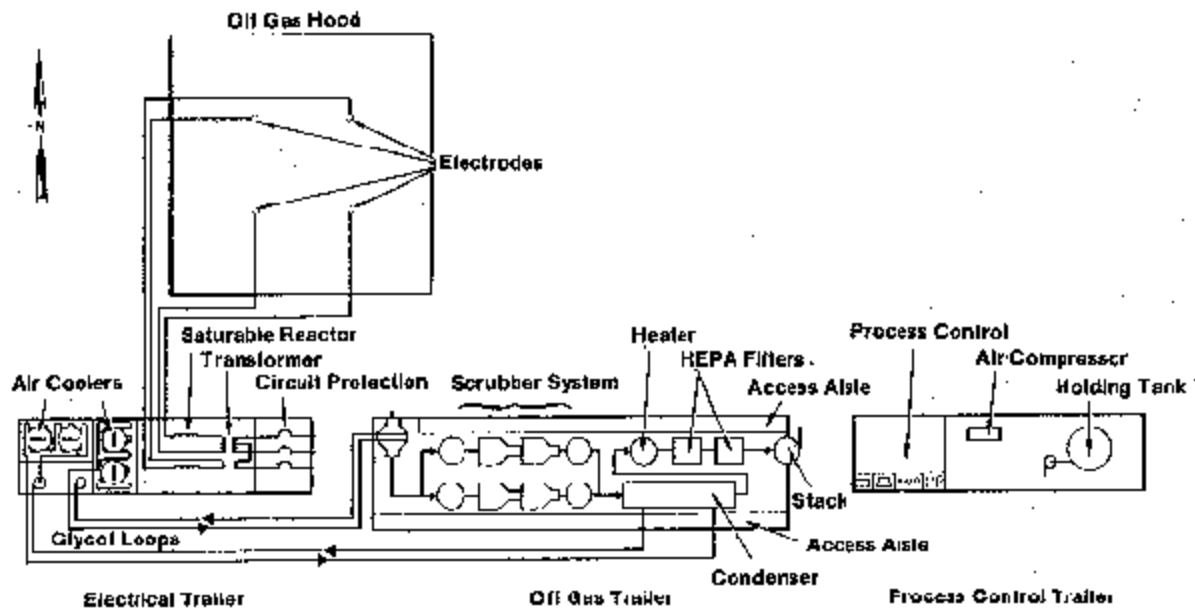 Off Gas Hood
N
Electrodes
Saturable Reactor
Transformer
Air Coolers
Circuit Protection
Scrubber System
Heater
HEPA Filters
Access Aisle
Process Control
Air Compressor
Holding Tank
Stack
Glycol Loops
Access Aisle
Condenser
Electrical Trailer
Off Gas Trailer
Process Control Trailer